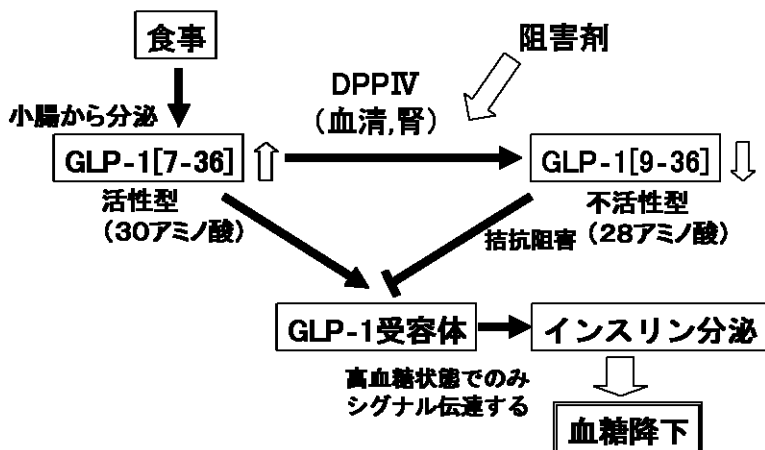 食事
阻害剤
DPPⅣ
(血清,腎)
小腸から分泌
GLP-1[7-36]
GLP-1[9-36]
活性型
(30アミノ酸)
不活性型
(28アミノ酸)
拮抗阻害
GLP-1受容体
インスリン分泌
高血糖状態でのみ
シグナル伝達する
血糖降下